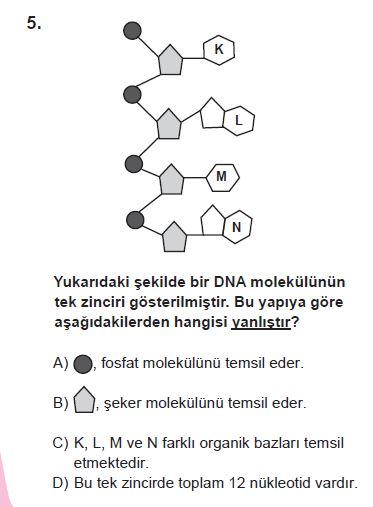 5.
K
L
M
N
Yukarıdaki şekilde bir DNA molekülünün
tek zinciri gösterilmiştir. Bu yapıya göre
aşağıdakilerden hangisi yanlıştır?
A) , fosfat molekülünü temsil eder.
B) , şeker molekülünü temsil eder.
C) K, L, M ve N farklı organik bazları temsil
etmektedir.
D) Bu tek zincirde toplam 12 nükleotid vardır.